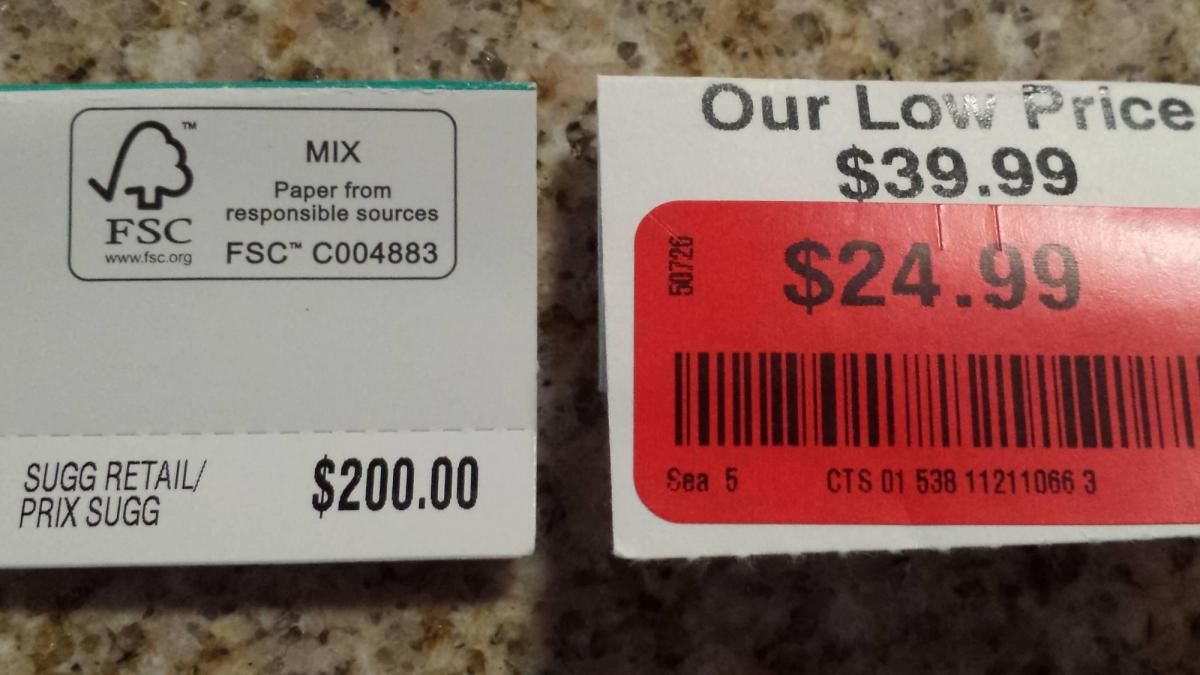 MIX
Paper from
responsible sources
FSC™ C004883
™
FSC
www.fsc.org
SUGG RETAIL/
PRIX SUGG
$200.00
Our Low Price
$39.99
50726
$24.99
Sea 5 CTS 01 538 11211066 3